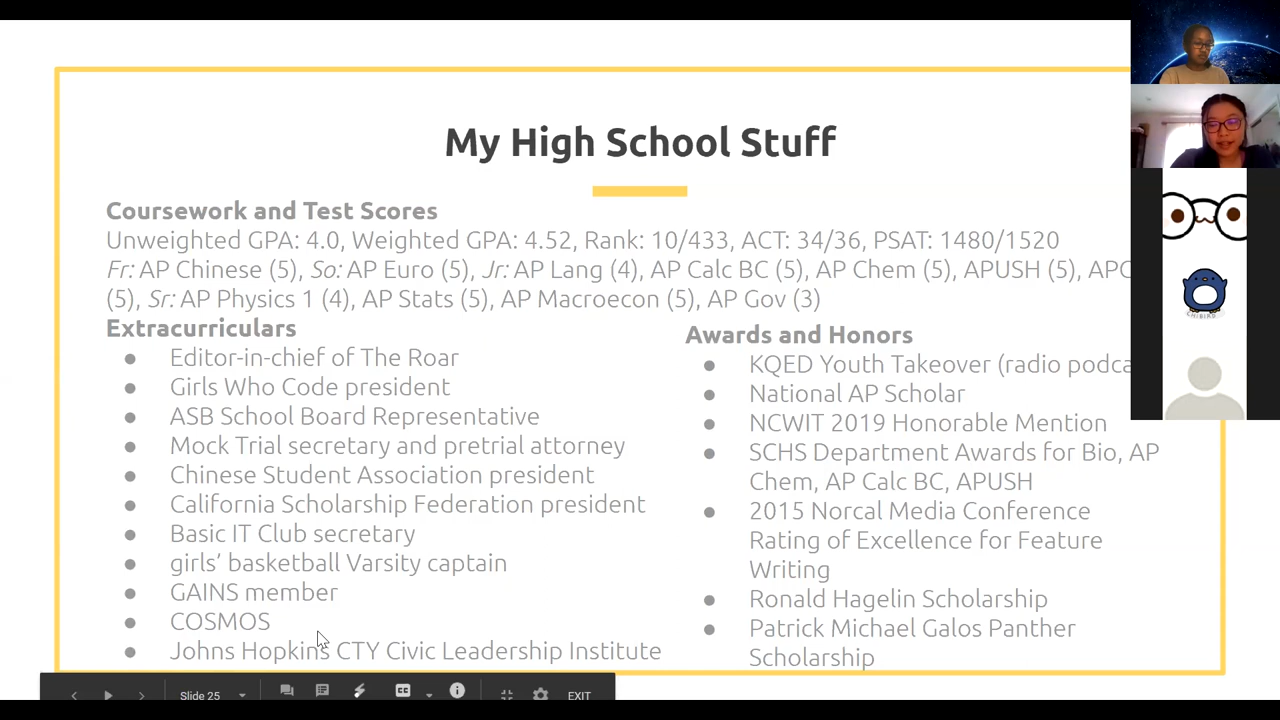 My High School Stuff
Coursework and Test Scores
Unweighted GPA: 4.0, Weighted GPA: 4.52, Rank: 10/433, ACT: 34/36, PSAT: 1480/1520
Fr: AP Chinese (5), So: AP Euro (5), Jr: AP Lang (4), AP Calc BC (5), AP Chem (5), APUSH (5),
(5), Sr: AP Physics 1 (4), AP Stats (5), AP Macroecon (5), AP Gov (3)
Extracurriculars
● Editor-in-chief of The Roar
● Girls Who Code president
● ASB School Board Representative
● Mock Trial secretary and pretrial attorney
● Chinese Student Association president
● California Scholarship Federation president
● Basic IT Club secretary
● girls’ basketball Varsity captain
● GAINS member
● COSMOS
● Johns Hopkins CTY Civic Leadership Institute
Awards and Honors
● KQED Youth Takeover (radio
● National AP Scholar
● NCWIT 2019 Honorable Mention
● SCHS Department Awards for Bio, AP
Chem, AP Calc BC, APUSH
● 2015 Norcal Media Conference
Rating of Excellence for Feature
Writing
● Ronald Hagelin Scholarship
● Patrick Michael Galos Panther
Scholarship
CHIBIRD
Slide 25
CC
EXIT